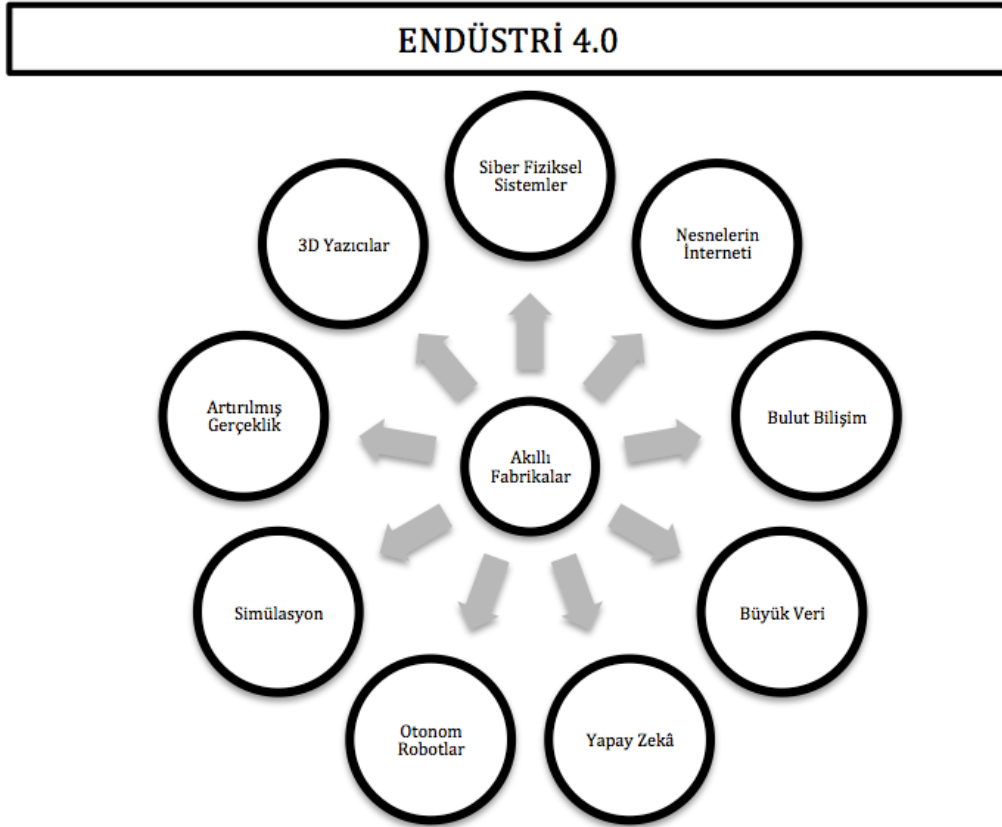 ENDÜSTRİ 4.0
Siber Fiziksel
Sistemler
Nesnelerin
İnterneti
Bulut Bilişim
Büyük Veri
Yapay Zekâ
Otonom
Robotlar
Simülasyon
Artırılmış
Gerçeklik
3D Yazıcılar
Akıllı
Fabrikalar